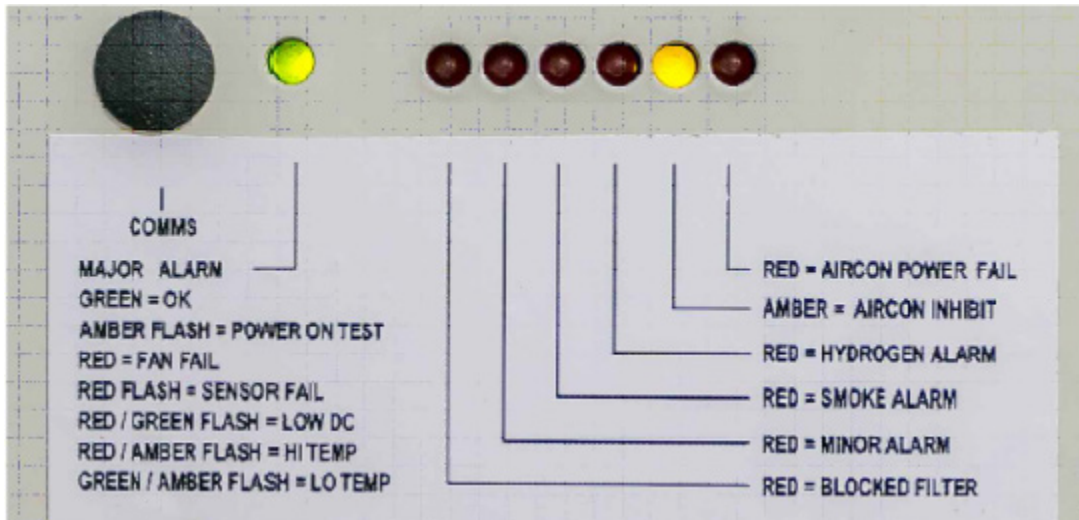 COMMS
MAJOR ALARM
GREEN = OK
AMBER FLASH = POWER ON TEST
RED = FAN FAIL
RED FLASH = SENSOR FAIL
RED / GREEN FLASH = LOW DC
RED / AMBER FLASH = HI TEMP
GREEN / AMBER FLASH = LO TEMP
RED = AIRCON POWER FAIL
AMBER = AIRCON INHIBIT
RED = HYDROGEN ALARM
RED = SMOKE ALARM
RED = MINOR ALARM
RED = BLOCKED FILTER